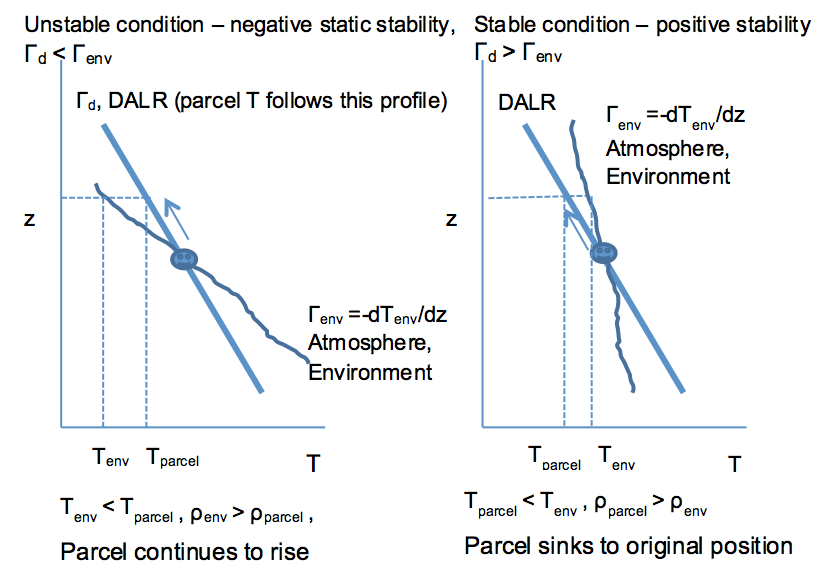 Unstable condition – negative static stability,
Γd < Γenv
Γd, DALR (parcel T follows this profile)
z
Γenv =-dTenv/dz
Atmosphere,
Environment
Tenv Tparcel T
Tenv < Tparcel , ρenv > ρparcel ,
Parcel continues to rise
Stable condition – positive stability
Γd > Γenv
DALR
Γenv =-dTenv/dz
Atmosphere,
Environment
z
Tparcel Tenv T
Tparcel < Tenv , ρparcel > ρenv
Parcel sinks to original position